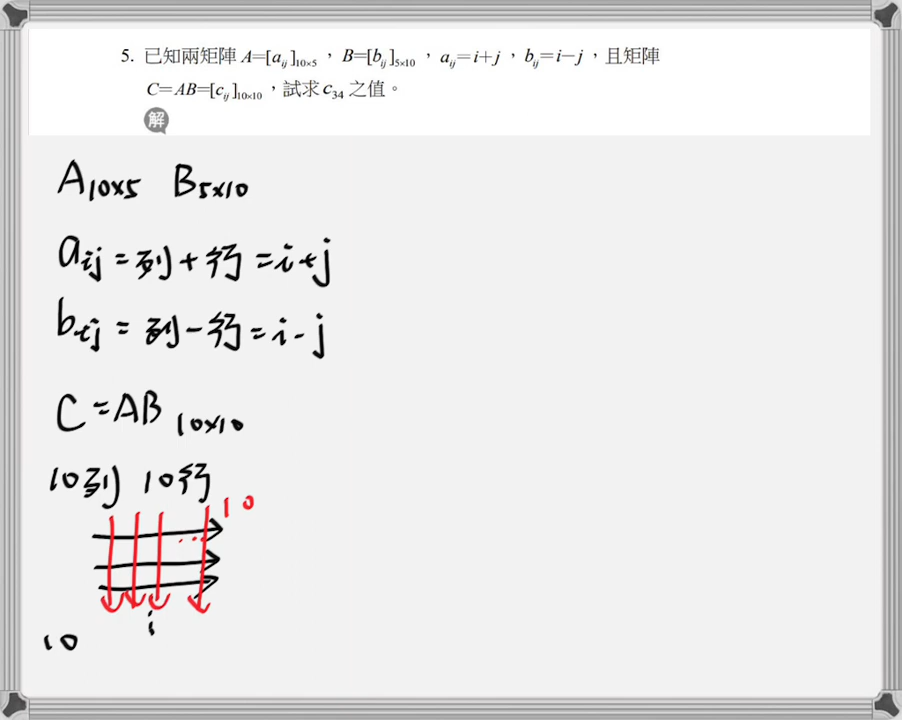 5. 已知兩矩陣 A=[aij]10×5，B=[bij]5×10，aij=i+j，bij=i−j，且矩陣
C=AB=[cij]10×10，試求 c34 之值。
解
A10×5 B5×10
aij = 列 + 行 = i + j
bij = 列 - 行 = i - j
C = AB 10×10
10列 10行
10
10